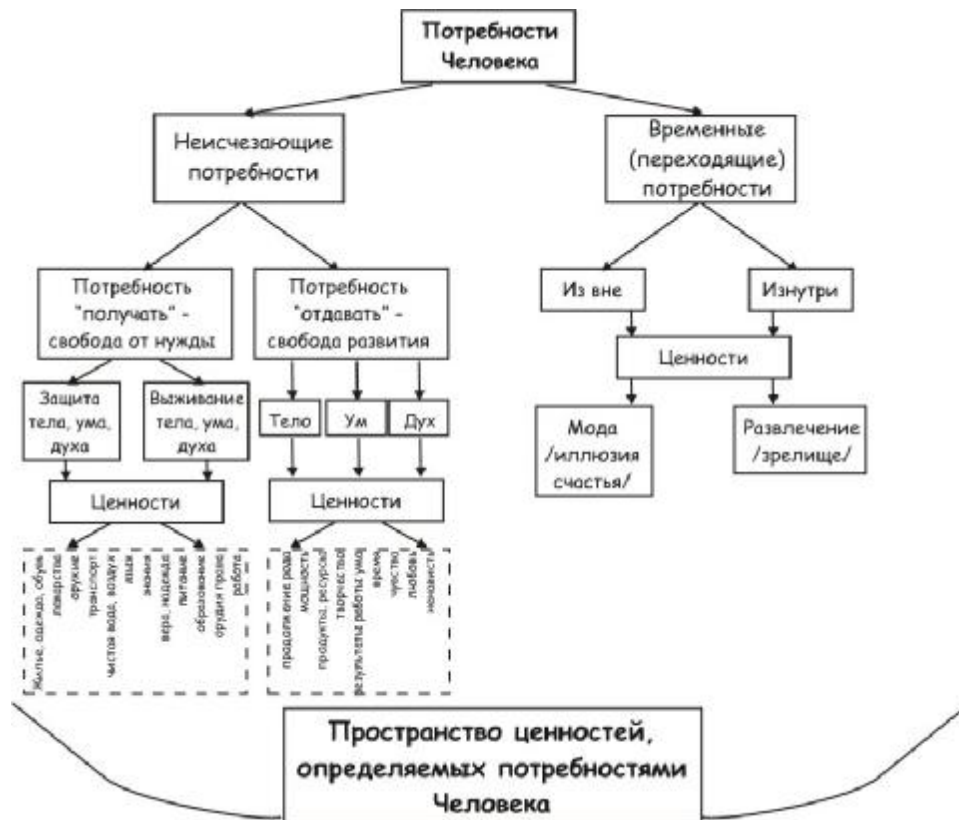 Потребности
Человека
Неисчезающие
потребности
Временные
(переходящие)
потребности
Потребность
"получать" -
свобода от нужды
Потребность
"отдавать" -
свобода развития
Из вне
Изнутри
Ценности
Защита
тела, ума,
духа
Выживание
тела, ума,
духа
Тело
Ум
Дух
Мода
/иллюзия
счастья/
Развлечение
/зрелище/
Ценности
Ценности
Жилье, одежда, обувь
лекарства
оружие
транспорт
чистая вода, воздух
язык
знания
вера, надежда
питание
образование
орудия
работа
продолжение рода
мощность
продукты, ресурсы
творчество
результаты работы ума
время
чувство
любовь
ненависть
Пространство ценностей,
определяемых потребностями
Человека